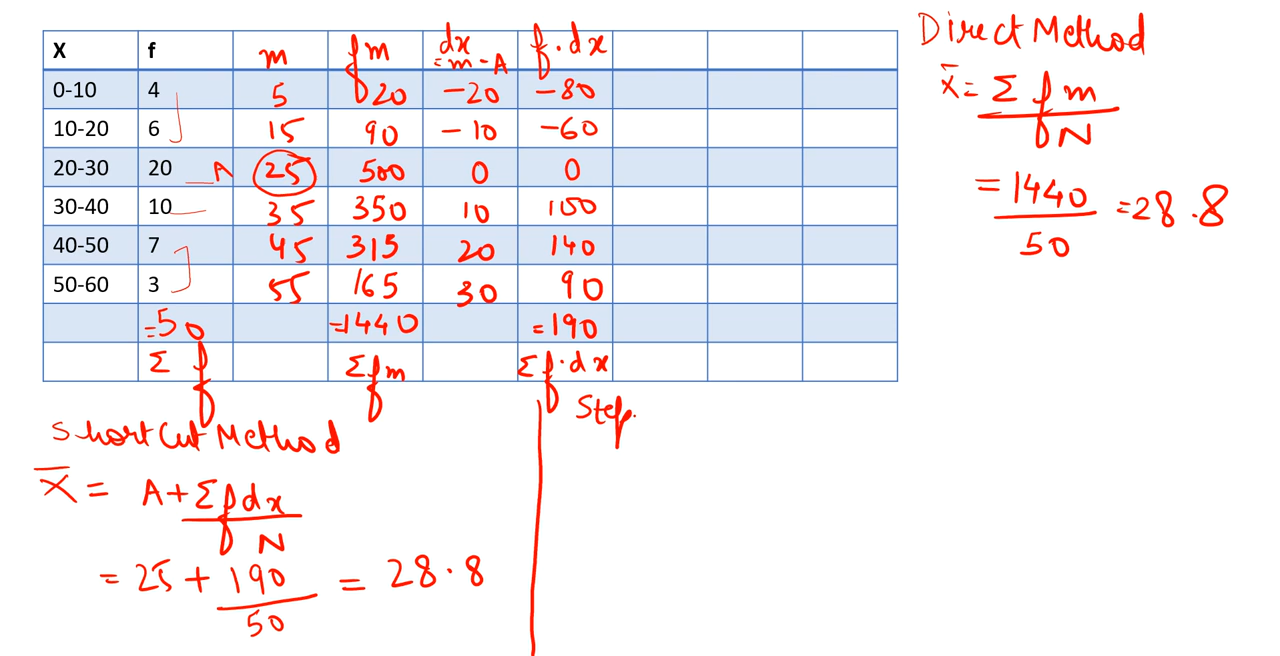 X f m fm dx = m - A f.dx
0-10 4 5 20 -20 -80
10-20 6 15 90 -10 -60
20-30 20 A 25 500 0 0
30-40 10 35 350 10 100
40-50 7 45 315 20 140
50-60 3 55 165 30 90
=50 =1440 =190
Σ f Σfm Σf.dx
Direct Method
X̄ = Σfm / N
= 1440 / 50 = 28.8
ShortCut Method
X̄ = A + Σfdx / N
= 25 + 190 / 50 = 28.8
Step.